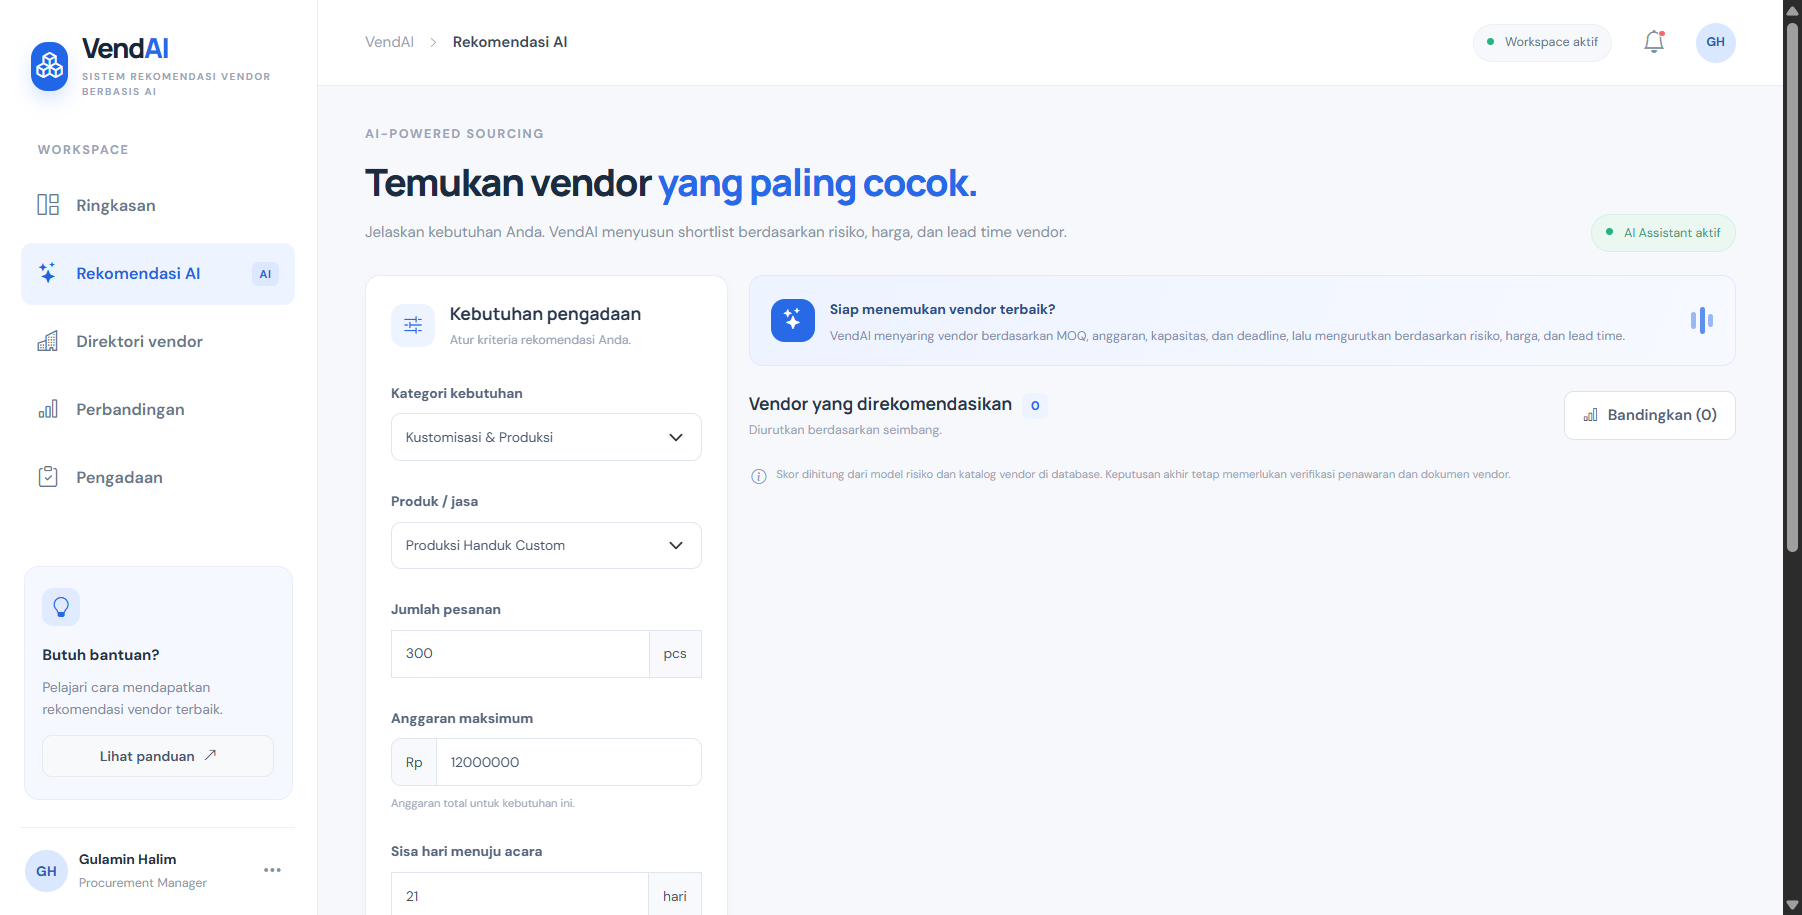 VendAI
SISTEM REKOMENDASI VENDOR
BERBASIS AI
WORKSPACE
Ringkasan
Rekomendasi AI
AI
Direktori vendor
Perbandingan
Pengadaan
Butuh bantuan?
Pelajari cara mendapatkan
rekomendasi vendor terbaik.
Lihat panduan
GH
Gulamin Halim
Procurement Manager
VendAI
Rekomendasi AI
Workspace aktif
GH
AI-POWERED SOURCING
Temukan vendor yang paling cocok.
Jelaskan kebutuhan Anda. VendAI menyusun shortlist berdasarkan risiko, harga, dan lead time vendor.
AI Assistant aktif
Kebutuhan pengadaan
Atur kriteria rekomendasi Anda.
Kategori kebutuhan
Kustomisasi & Produksi
Produk / jasa
Produksi Handuk Custom
Jumlah pesanan
300
pcs
Anggaran maksimum
Rp
12000000
Anggaran total untuk kebutuhan ini.
Sisa hari menuju acara
21
hari
Siap menemukan vendor terbaik?
VendAI menyaring vendor berdasarkan MOQ, anggaran, kapasitas, dan deadline, lalu mengurutkan berdasarkan risiko, harga, dan lead time.
Vendor yang direkomendasikan
0
Diurutkan berdasarkan seimbang.
Bandingkan (0)
Skor dihitung dari model risiko dan katalog vendor di database. Keputusan akhir tetap memerlukan verifikasi penawaran dan dokumen vendor.